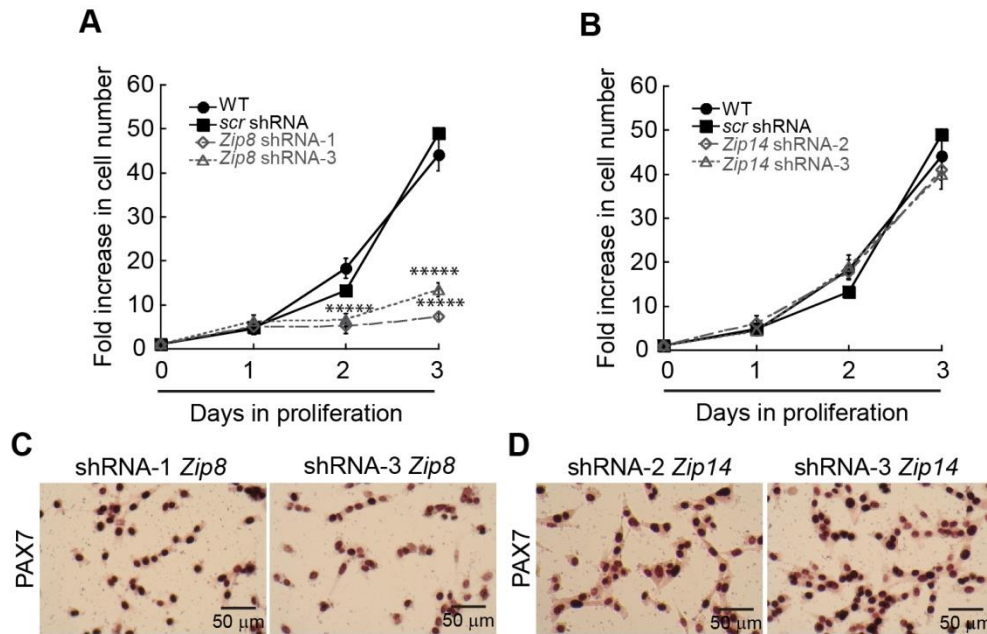 A
Fold increase in cell number
60
50
40
30
20
10
0
WT
scr shRNA
Zip8 shRNA-1
Zip8 shRNA-3
*****
*****
*****
0 1 2 3
Days in proliferation
B
Fold increase in cell number
60
50
40
30
20
10
0
WT
scr shRNA
Zip14 shRNA-2
Zip14 shRNA-3
0 1 2 3
Days in proliferation
C
shRNA-1 Zip8 shRNA-3 Zip8
PAX7
50 μm 50 μm
D
shRNA-2 Zip14 shRNA-3 Zip14
PAX7
50 μm 50 μm